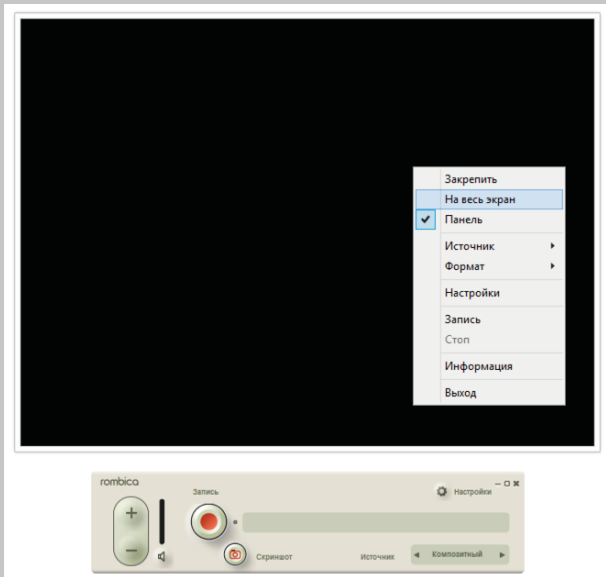 Закрепить
На весь экран
Панель
Источник
Формат
Настройки
Запись
Стоп
Информация
Выход
rombica
Запись
Настройки
Скриншот
Источник
Композитный